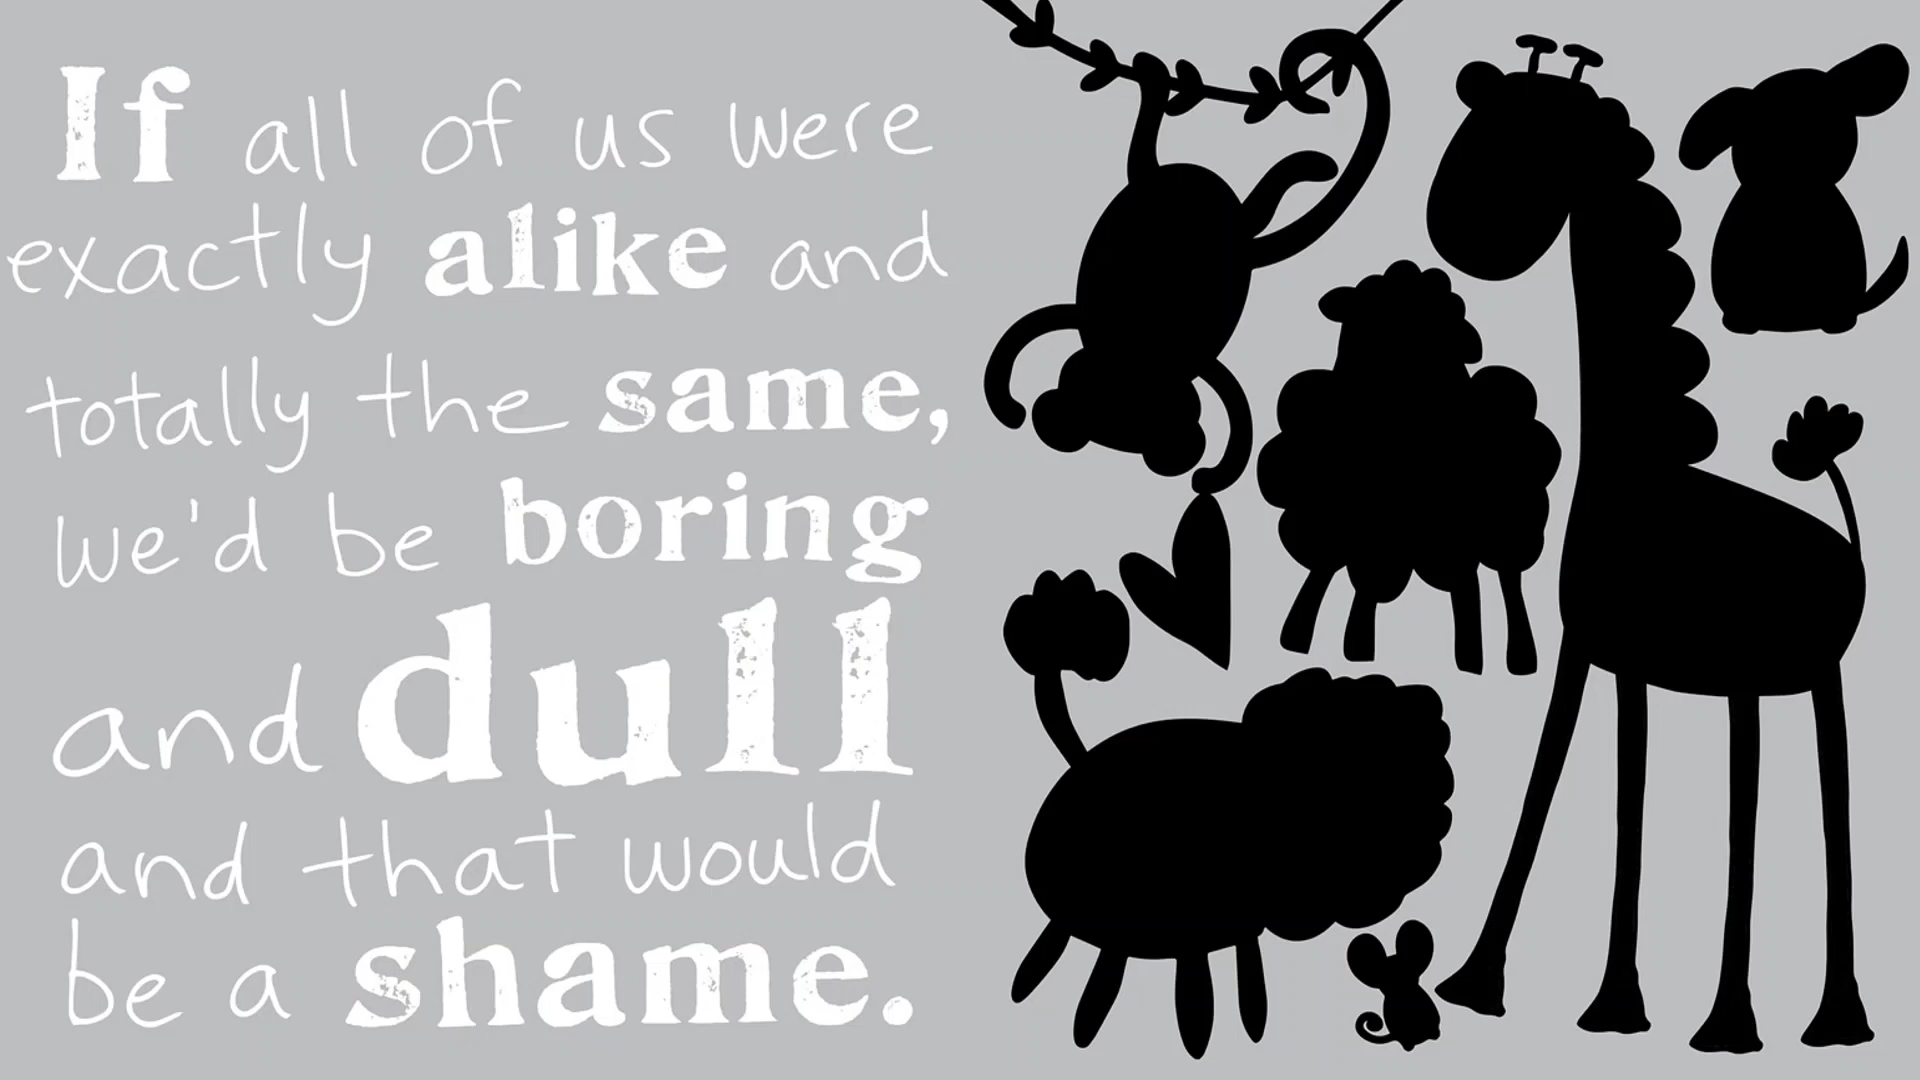 If all of us were
exactly alike and
totally the same,
we'd be boring
and dull
and that would
be a shame.